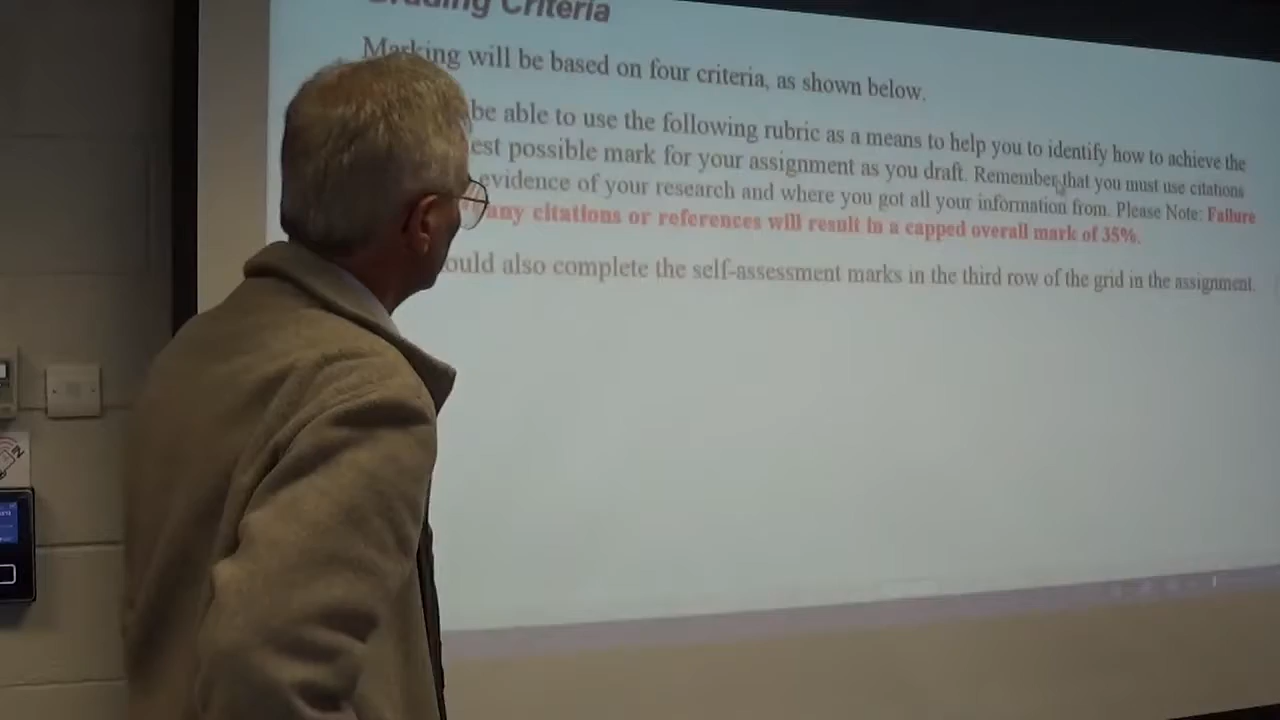 Grading Criteria
Marking will be based on four criteria, as shown below.
be able to use the following rubric as a means to help you to identify how to achieve the
est possible mark for your assignment as you draft. Remember that you must use citations
evidence of your research and where you got all your information from. Please Note: Failure
any citations or references will result in a capped overall mark of 35%.
ould also complete the self-assessment marks in the third row of the grid in the assignment.